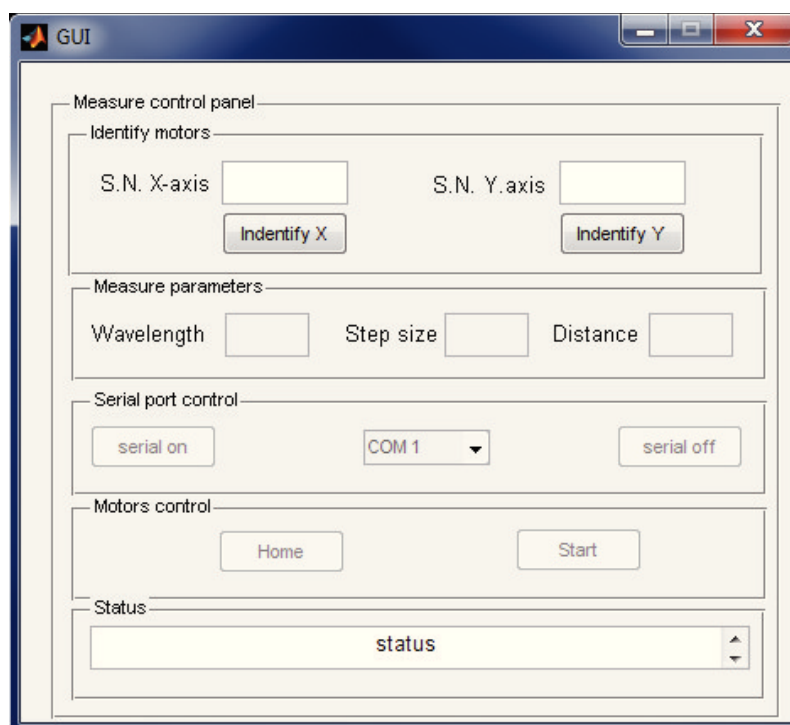 GUI
Measure control panel
Identify motors
S.N. X-axis S.N. Y.axis
Indentify X Indentify Y
Measure parameters
Wavelength Step size Distance
Serial port control
serial on COM 1 serial off
Motors control
Home Start
Status
status